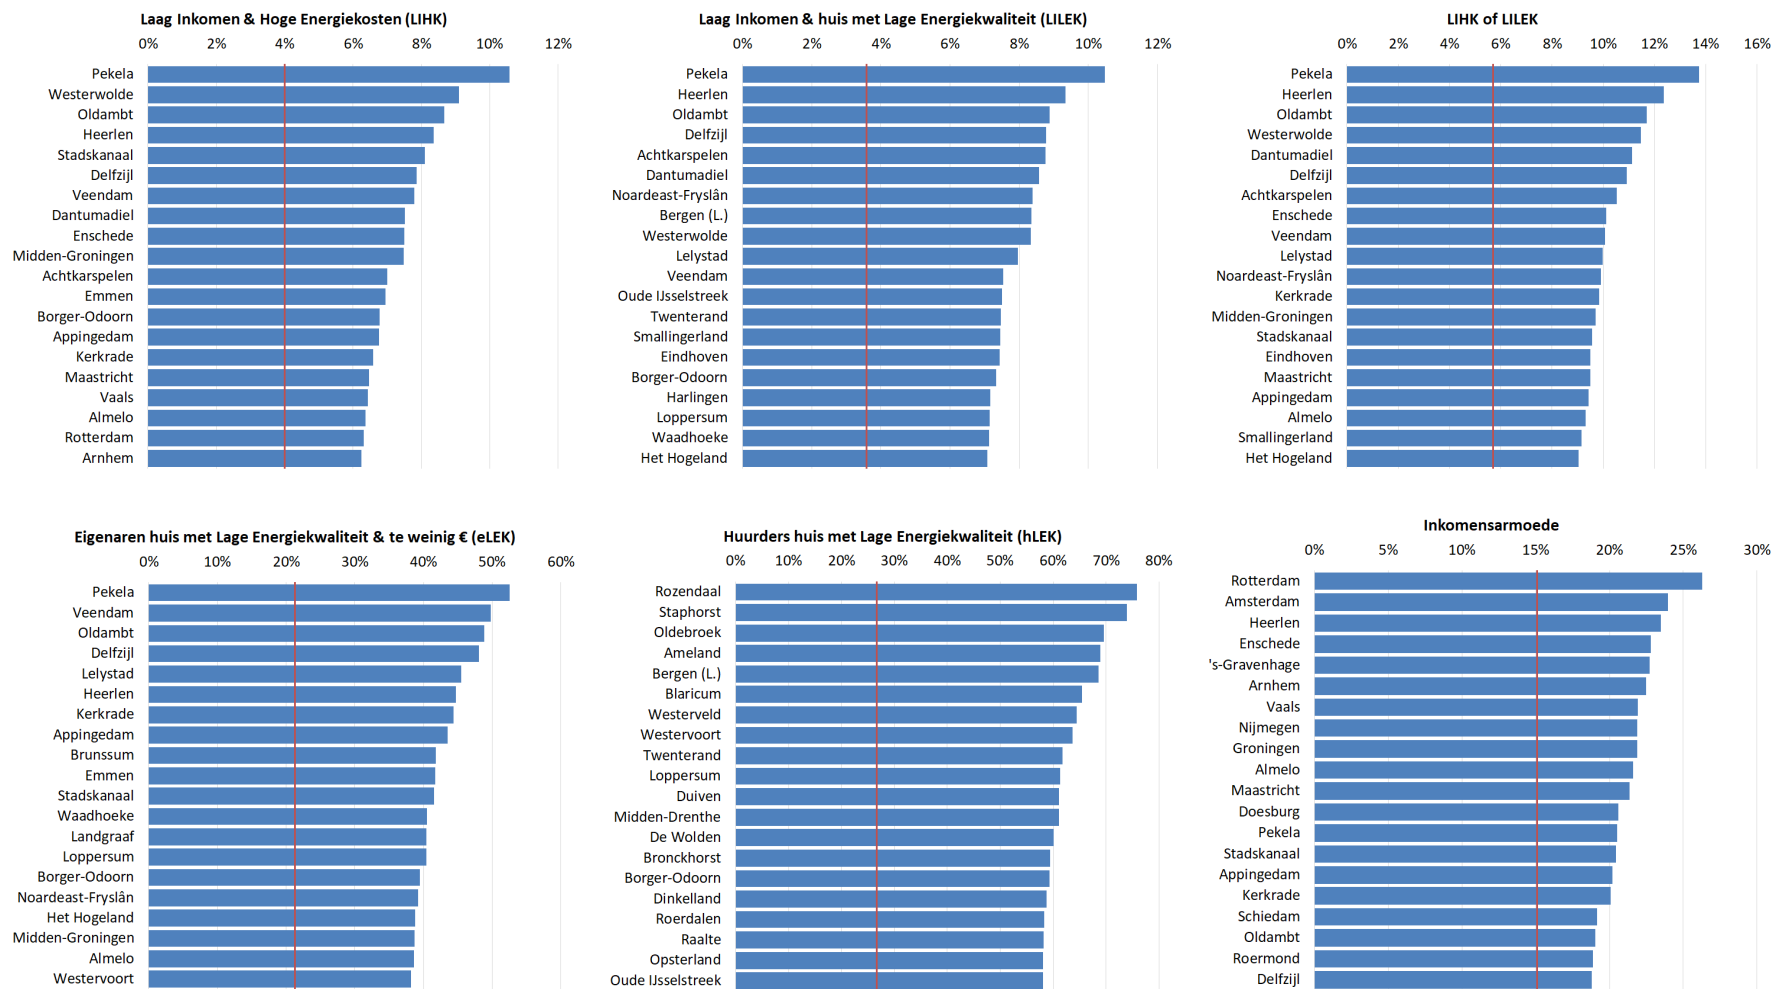 Laag Inkomen & Hoge Energiekosten (LIHK)
0% 2% 4% 6% 8% 10% 12%
Pekela
Westerwolde
Oldambt
Heerlen
Stadskanaal
Delfzijl
Veendam
Dantumadiel
Enschede
Midden-Groningen
Achtkarspelen
Emmen
Borger-Odoorn
Appingedam
Kerkrade
Maastricht
Vaals
Almelo
Rotterdam
Arnhem
Laag Inkomen & huis met Lage Energiekwaliteit (LILEK)
0% 2% 4% 6% 8% 10% 12%
Pekela
Heerlen
Oldambt
Delfzijl
Achtkarspelen
Dantumadiel
Noardeast-Fryslân
Bergen (L.)
Westerwolde
Lelystad
Veendam
Oude IJsselstreek
Twenterand
Smallingerland
Eindhoven
Borger-Odoorn
Harlingen
Loppersum
Waadhoeke
Het Hogeland
LIHK of LILEK
0% 2% 4% 6% 8% 10% 12% 14% 16%
Pekela
Heerlen
Oldambt
Westerwolde
Dantumadiel
Delfzijl
Achtkarspelen
Enschede
Veendam
Lelystad
Noardeast-Fryslân
Kerkrade
Midden-Groningen
Stadskanaal
Eindhoven
Maastricht
Appingedam
Almelo
Smallingerland
Het Hogeland
Eigenaren huis met Lage Energiekwaliteit & te weinig € (eLEK)
0% 10% 20% 30% 40% 50% 60%
Pekela
Veendam
Oldambt
Delfzijl
Lelystad
Heerlen
Kerkrade
Appingedam
Brunssum
Emmen
Stadskanaal
Waadhoeke
Landgraaf
Loppersum
Borger-Odoorn
Noardeast-Fryslân
Het Hogeland
Midden-Groningen
Almelo
Westervoort
Huurders huis met Lage Energiekwaliteit (hLEK)
0% 10% 20% 30% 40% 50% 60% 70% 80%
Rozendaal
Staphorst
Oldebroek
Ameland
Bergen (L.)
Blaricum
Westerveld
Westervoort
Twenterand
Loppersum
Duiven
Midden-Drenthe
De Wolden
Bronckhorst
Borger-Odoorn
Dinkelland
Roerdalen
Raalte
Opsterland
Oude IJsselstreek
Inkomensarmoede
0% 5% 10% 15% 20% 25% 30%
Rotterdam
Amsterdam
Heerlen
Enschede
's-Gravenhage
Arnhem
Vaals
Nijmegen
Groningen
Almelo
Maastricht
Doesburg
Pekela
Stadskanaal
Appingedam
Kerkrade
Schiedam
Oldambt
Roermond
Delfzijl